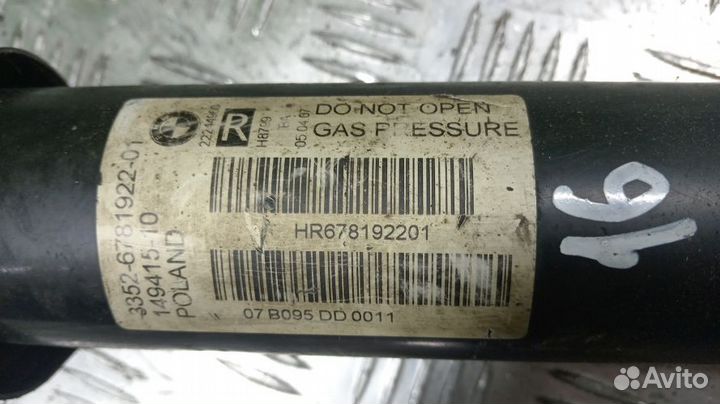 3352-6781922-01
149415-10
POLAND
R
H8799
05.04.07
DO NOT OPEN
GAS PRESSURE
HR678192201
07 B095 DD 0011
16
Avito